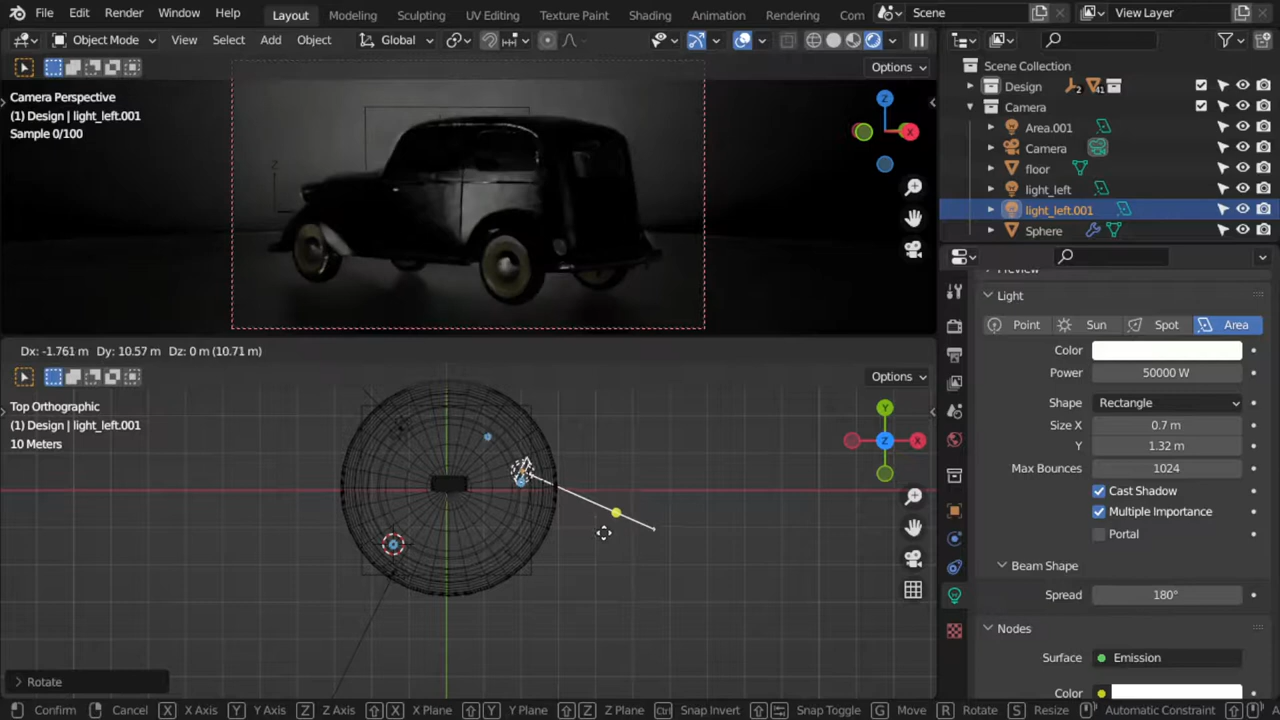 File Edit Render Window Help Layout Modeling Sculpting UV Editing Texture Paint Shading Animation Rendering Com Scene View Layer
Object Mode View Select Add Object Global
Options
Camera Perspective
(1) Design | light_left.001
Sample 0/100
Z
X
Z
Scene Collection
Design 2 41
Camera
Area.001
Camera
floor
light_left
light_left.001
Sphere
Preview
Light
Point Sun Spot Area
Color
Power 50000 W
Shape Rectangle
Size X 0.7 m
Y 1.32 m
Max Bounces 1024
Cast Shadow
Multiple Importance
Portal
Beam Shape
Spread 180°
Nodes
Surface Emission
Color
Dx: -1.761 m Dy: 10.57 m Dz: 0 m (10.71 m)
Options
Top Orthographic
(1) Design | light_left.001
10 Meters
Y
Z
X
Rotate
Confirm Cancel X X Axis Y Y Axis Z Z Axis X X Plane Y Y Plane Z Z Plane Ctrl Snap Invert Snap Toggle G Move R Rotate S Resize Automatic Constraint A